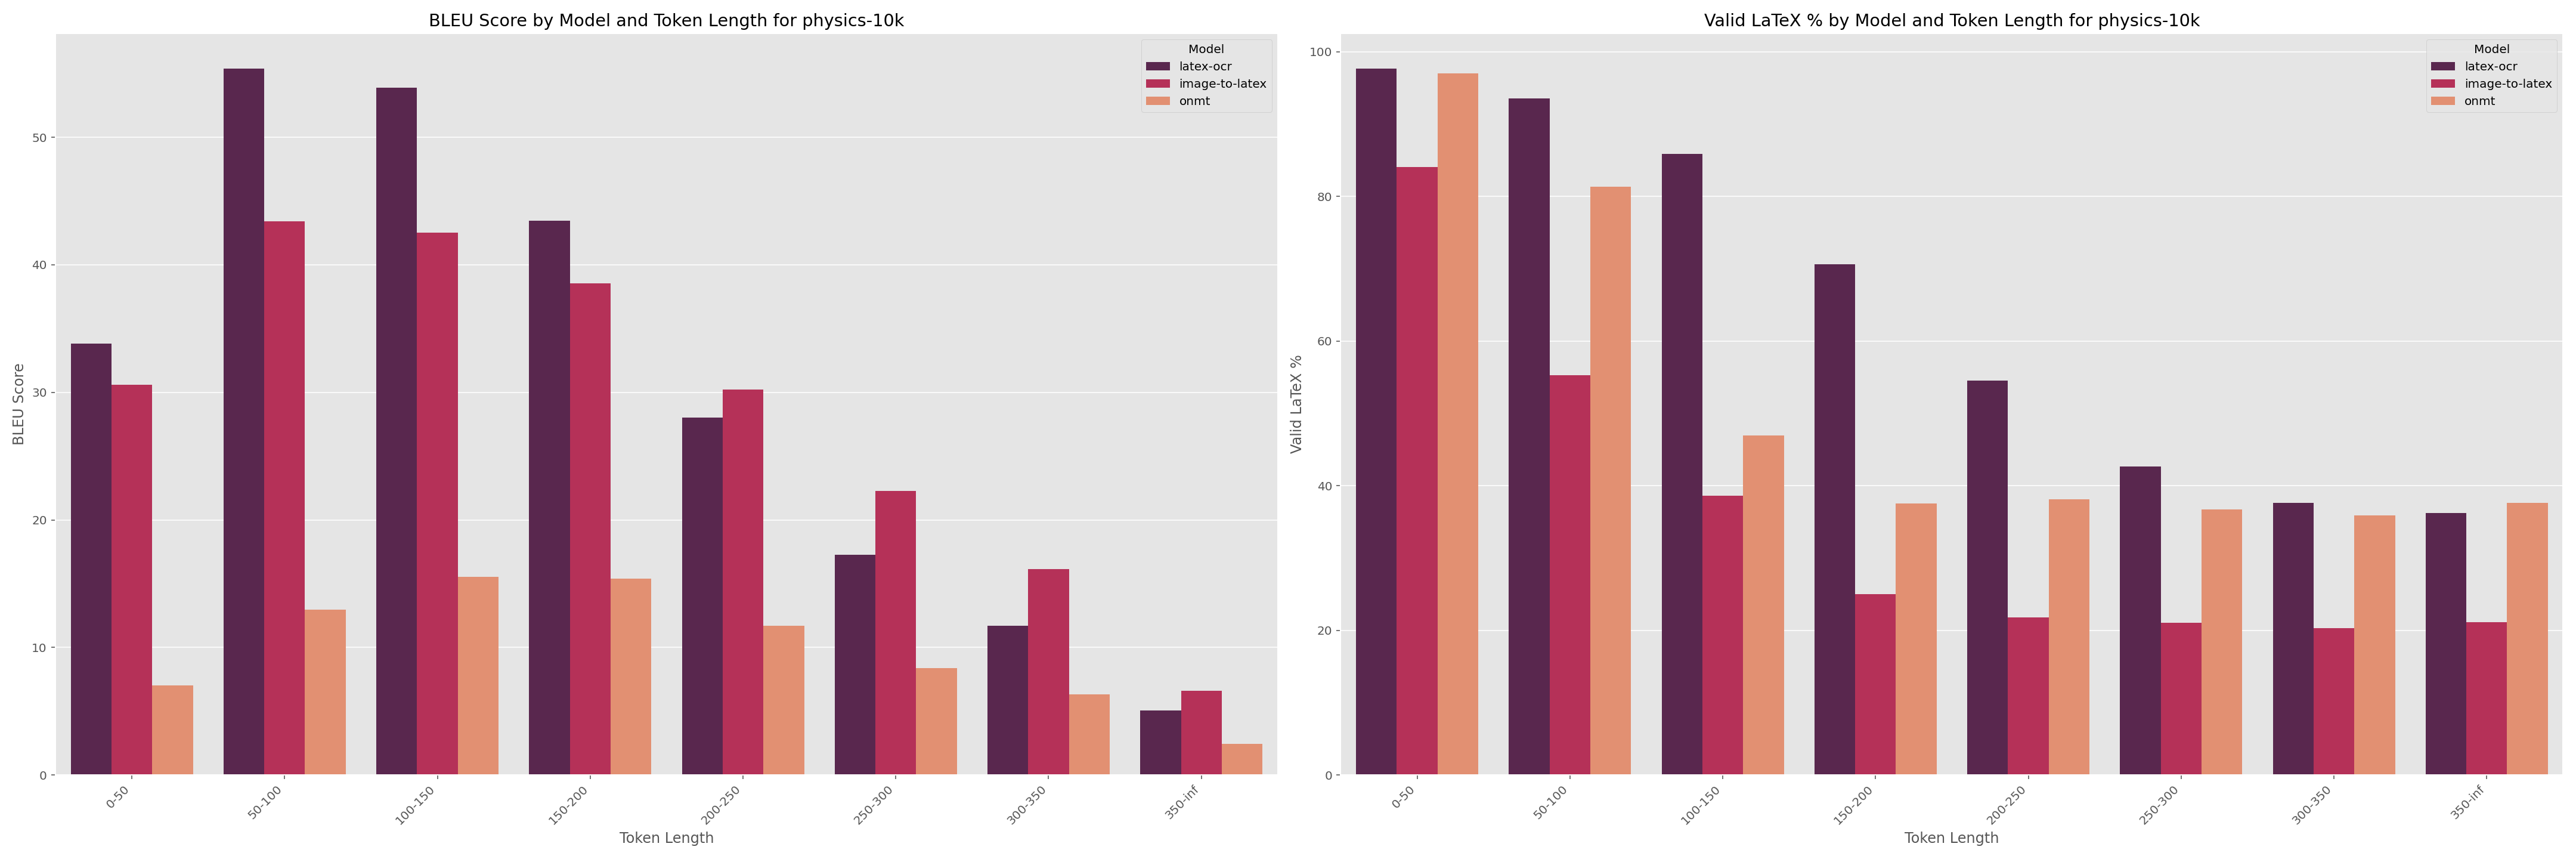 BLEU Score by Model and Token Length for physics-10k
Model
latex-ocr
image-to-latex
onmt
BLEU Score
50
40
30
20
10
0
0-50
50-100
100-150
150-200
200-250
250-300
300-350
350-inf
Token Length
Valid LaTeX % by Model and Token Length for physics-10k
Model
latex-ocr
image-to-latex
onmt
Valid LaTeX %
100
80
60
40
20
0
0-50
50-100
100-150
150-200
200-250
250-300
300-350
350-inf
Token Length